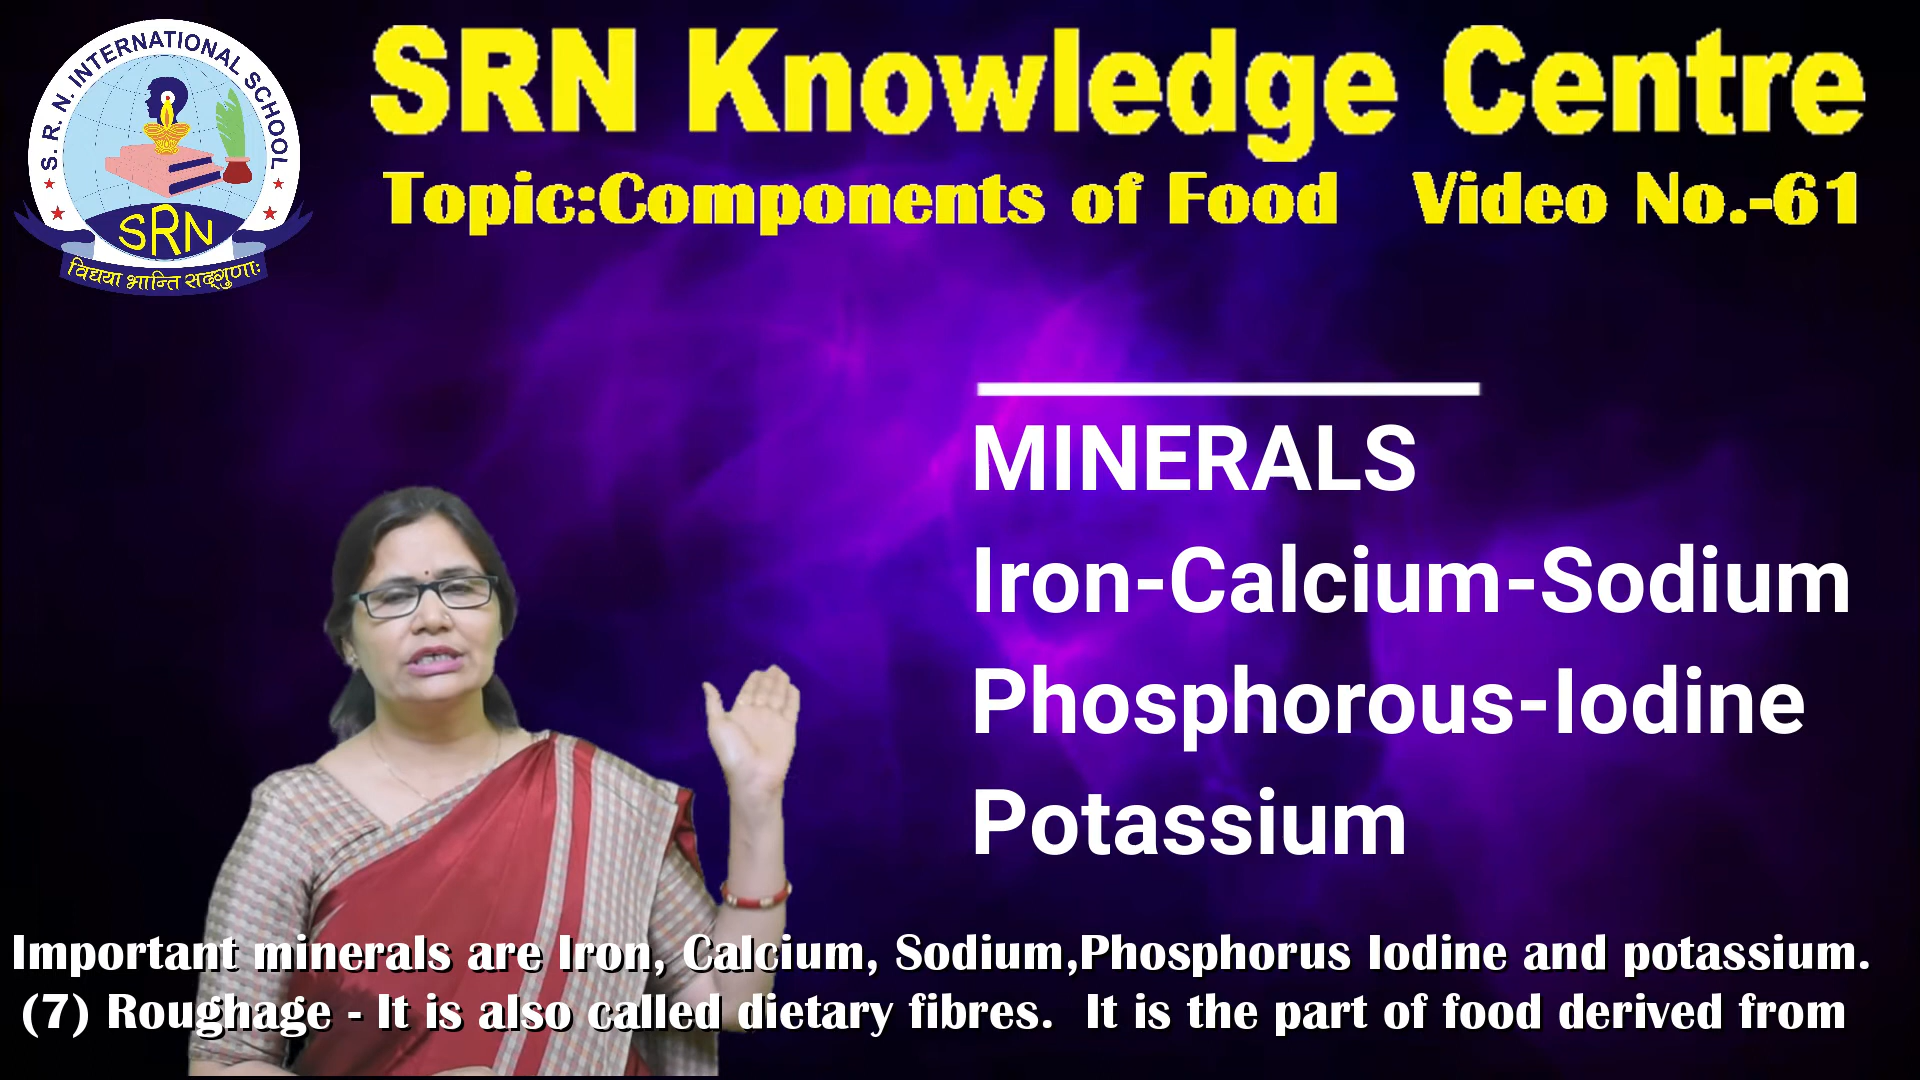 S. R. N. INTERNATIONAL SCHOOL
SRN
विद्यया भान्ति सद्गुणाः
SRN Knowledge Centre
Topic:Components of Food Video No.-61
MINERALS
Iron-Calcium-Sodium
Phosphorous-Iodine
Potassium
Important minerals are Iron, Calcium, Sodium,Phosphorus Iodine and potassium.
(7) Roughage - It is also called dietary fibres. It is the part of food derived from